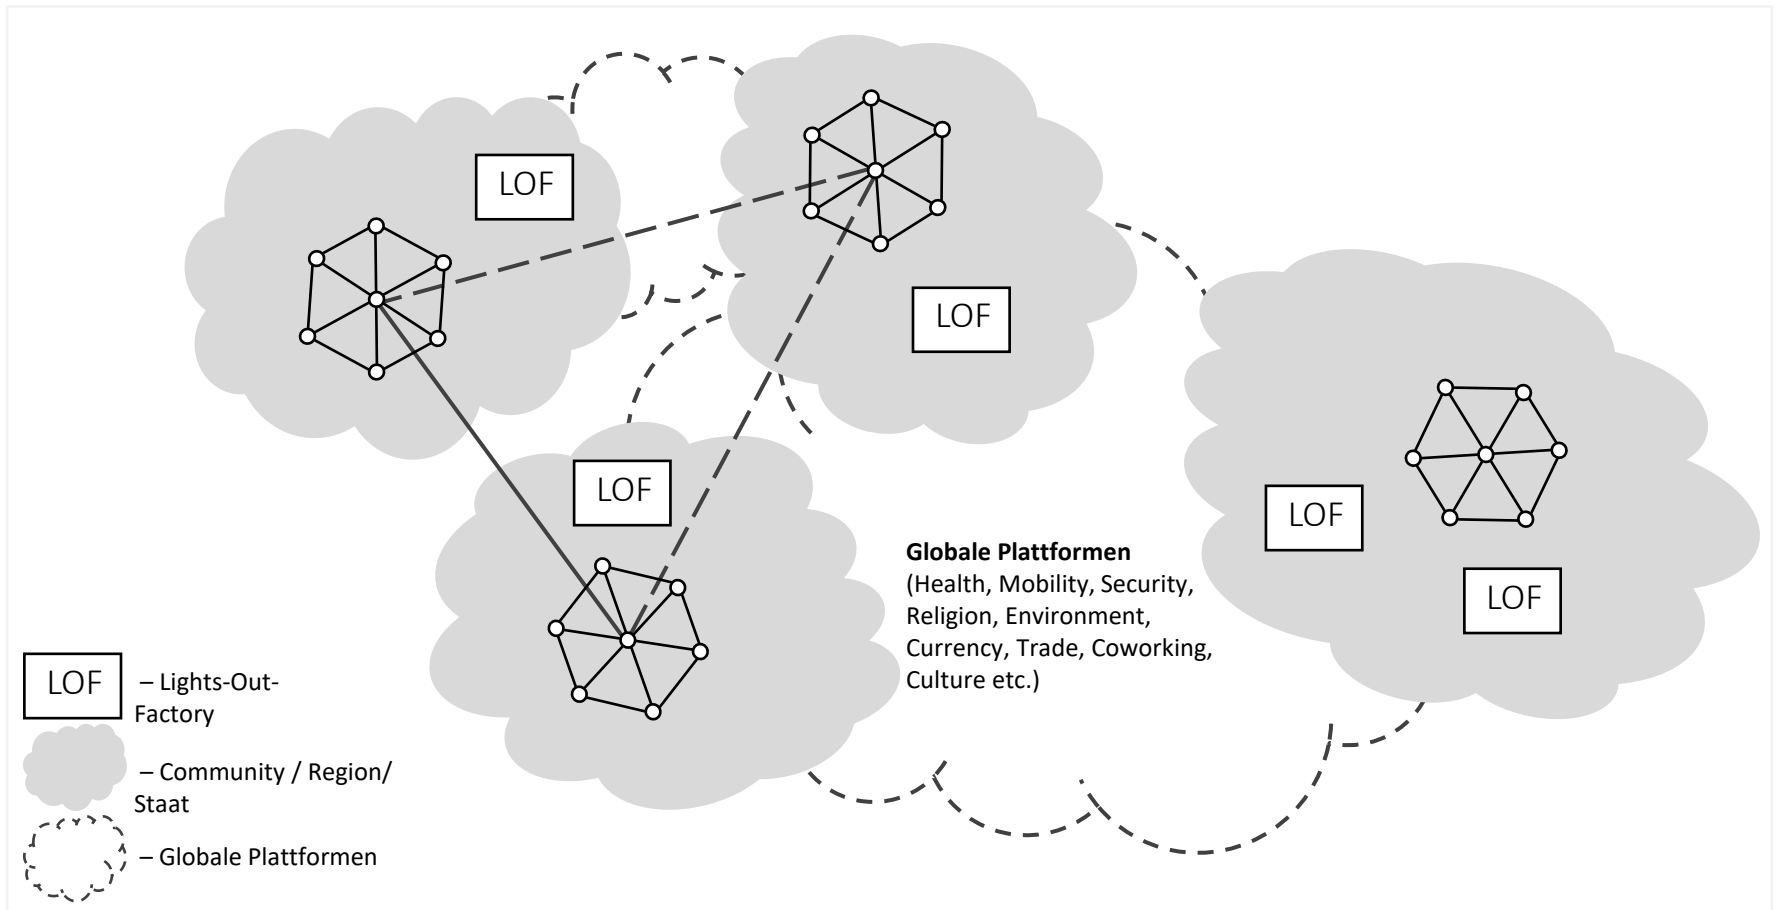 LOF
LOF
LOF
LOF
LOF
Globale Plattformen
(Health, Mobility, Security,
Religion, Environment,
Currency, Trade, Coworking,
Culture etc.)
LOF
– Lights-Out-
Factory
– Community / Region/
Staat
– Globale Plattformen